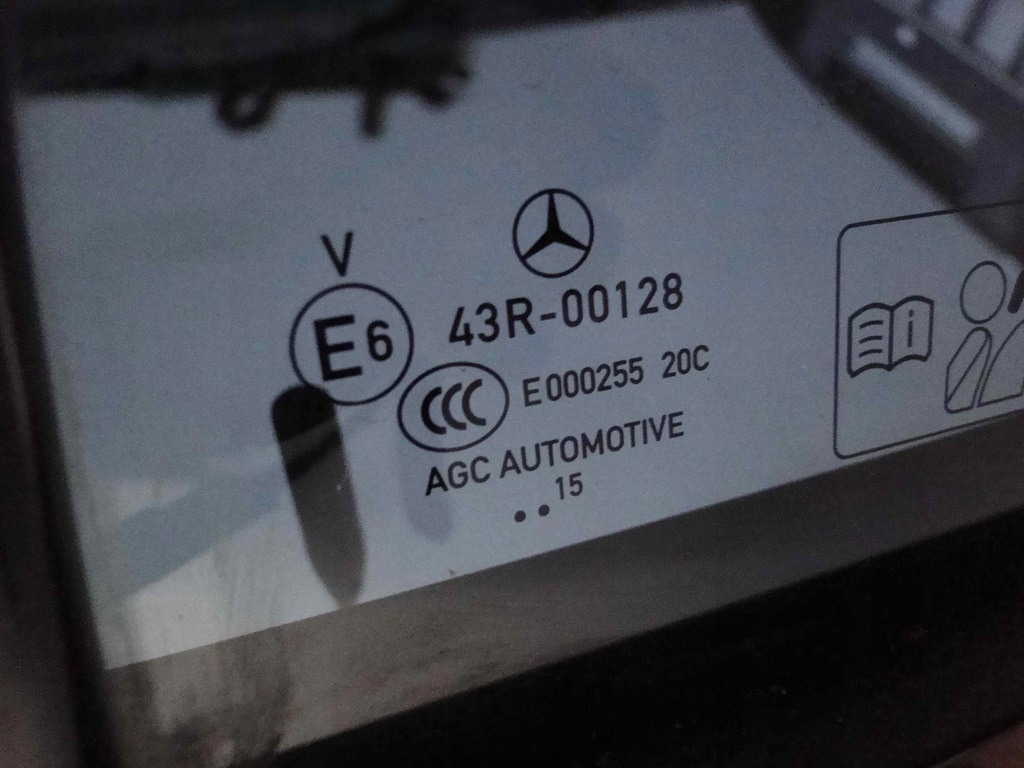 V
E6 43R-00128
CCC E000255 20C
AGC AUTOMOTIVE
..15
i